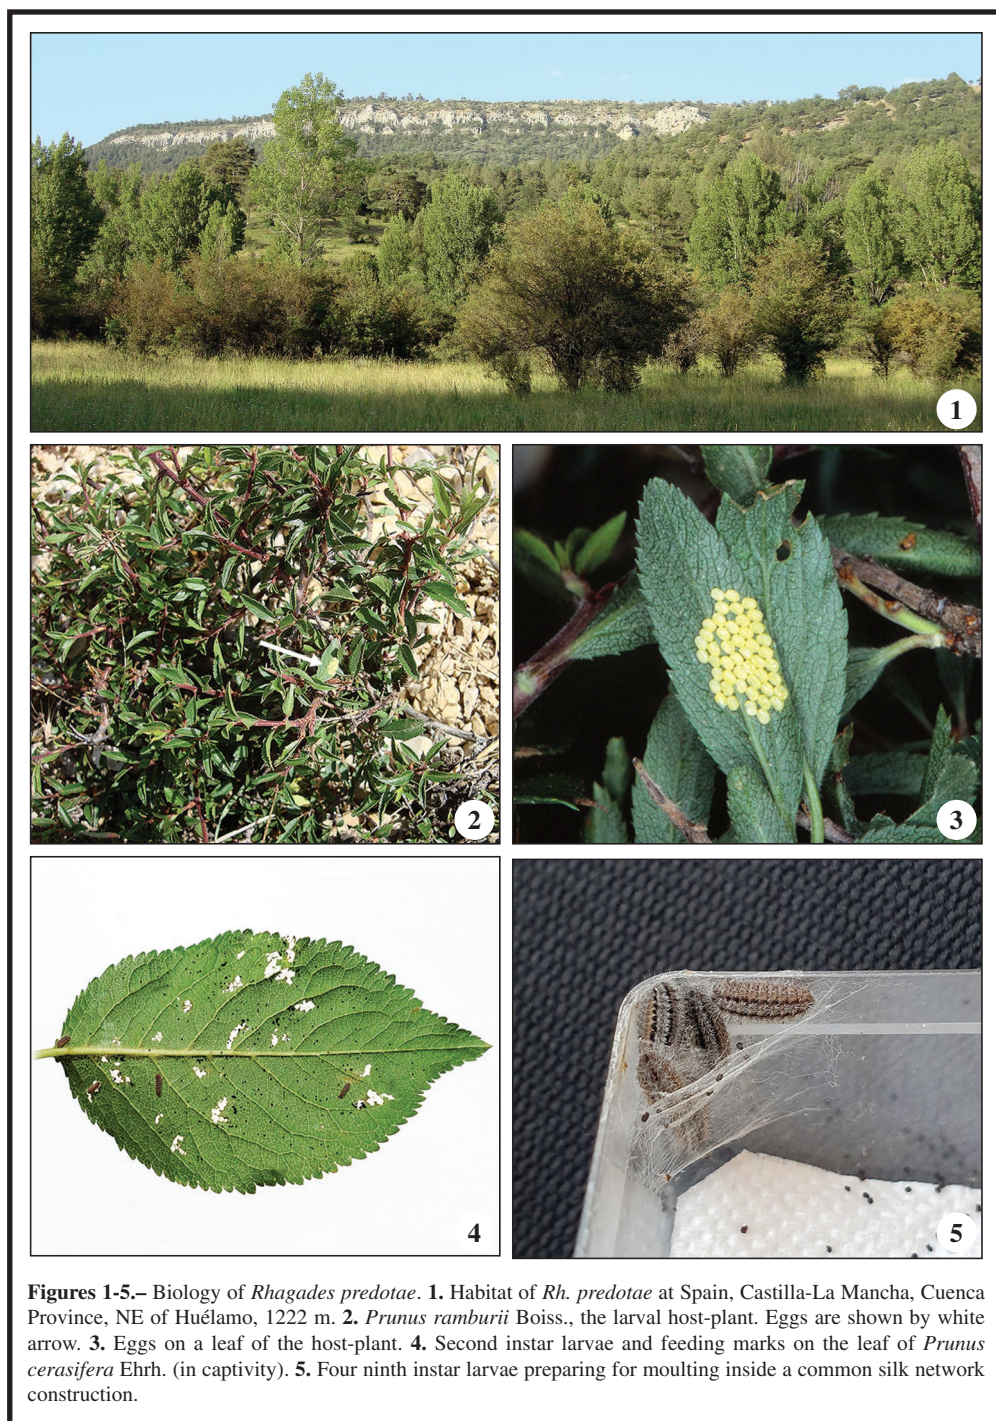 1
2
3
4
5
Figures 1-5.– Biology of Rhagades predotae. 1. Habitat of Rh. predotae at Spain, Castilla-La Mancha, Cuenca
Province, NE of Huélamo, 1222 m. 2. Prunus ramburii Boiss., the larval host-plant. Eggs are shown by white
arrow. 3. Eggs on a leaf of the host-plant. 4. Second instar larvae and feeding marks on the leaf of Prunus
cerasifera Ehrh. (in captivity). 5. Four ninth instar larvae preparing for moulting inside a common silk network
construction.